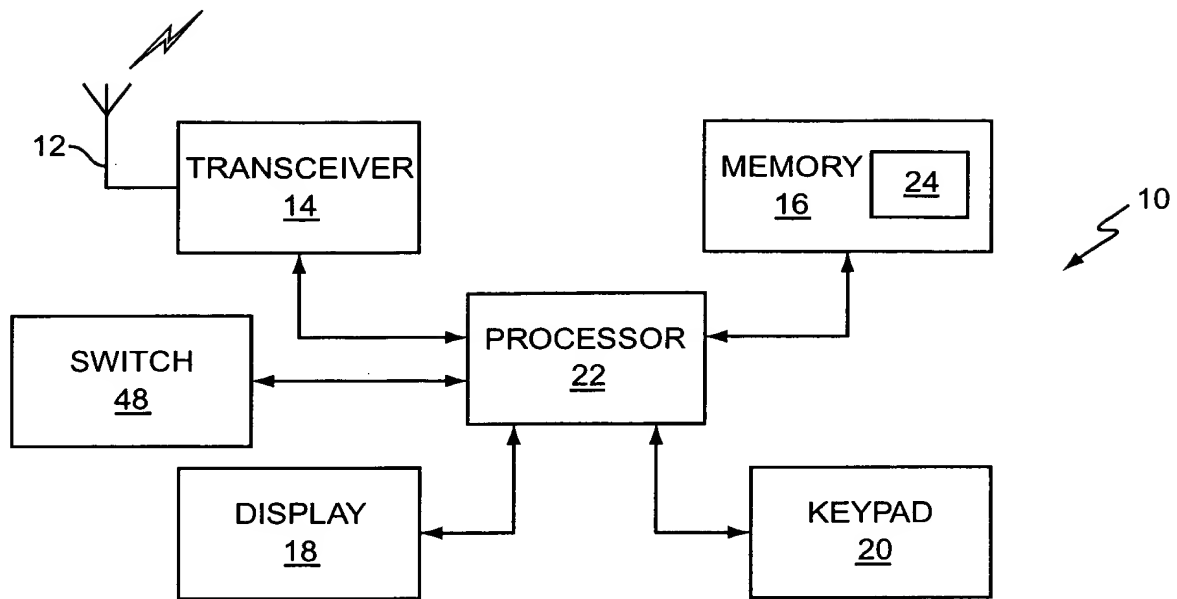 12
TRANSCEIVER
14
MEMORY
16
24
10
SWITCH
48
PROCESSOR
22
DISPLAY
18
KEYPAD
20